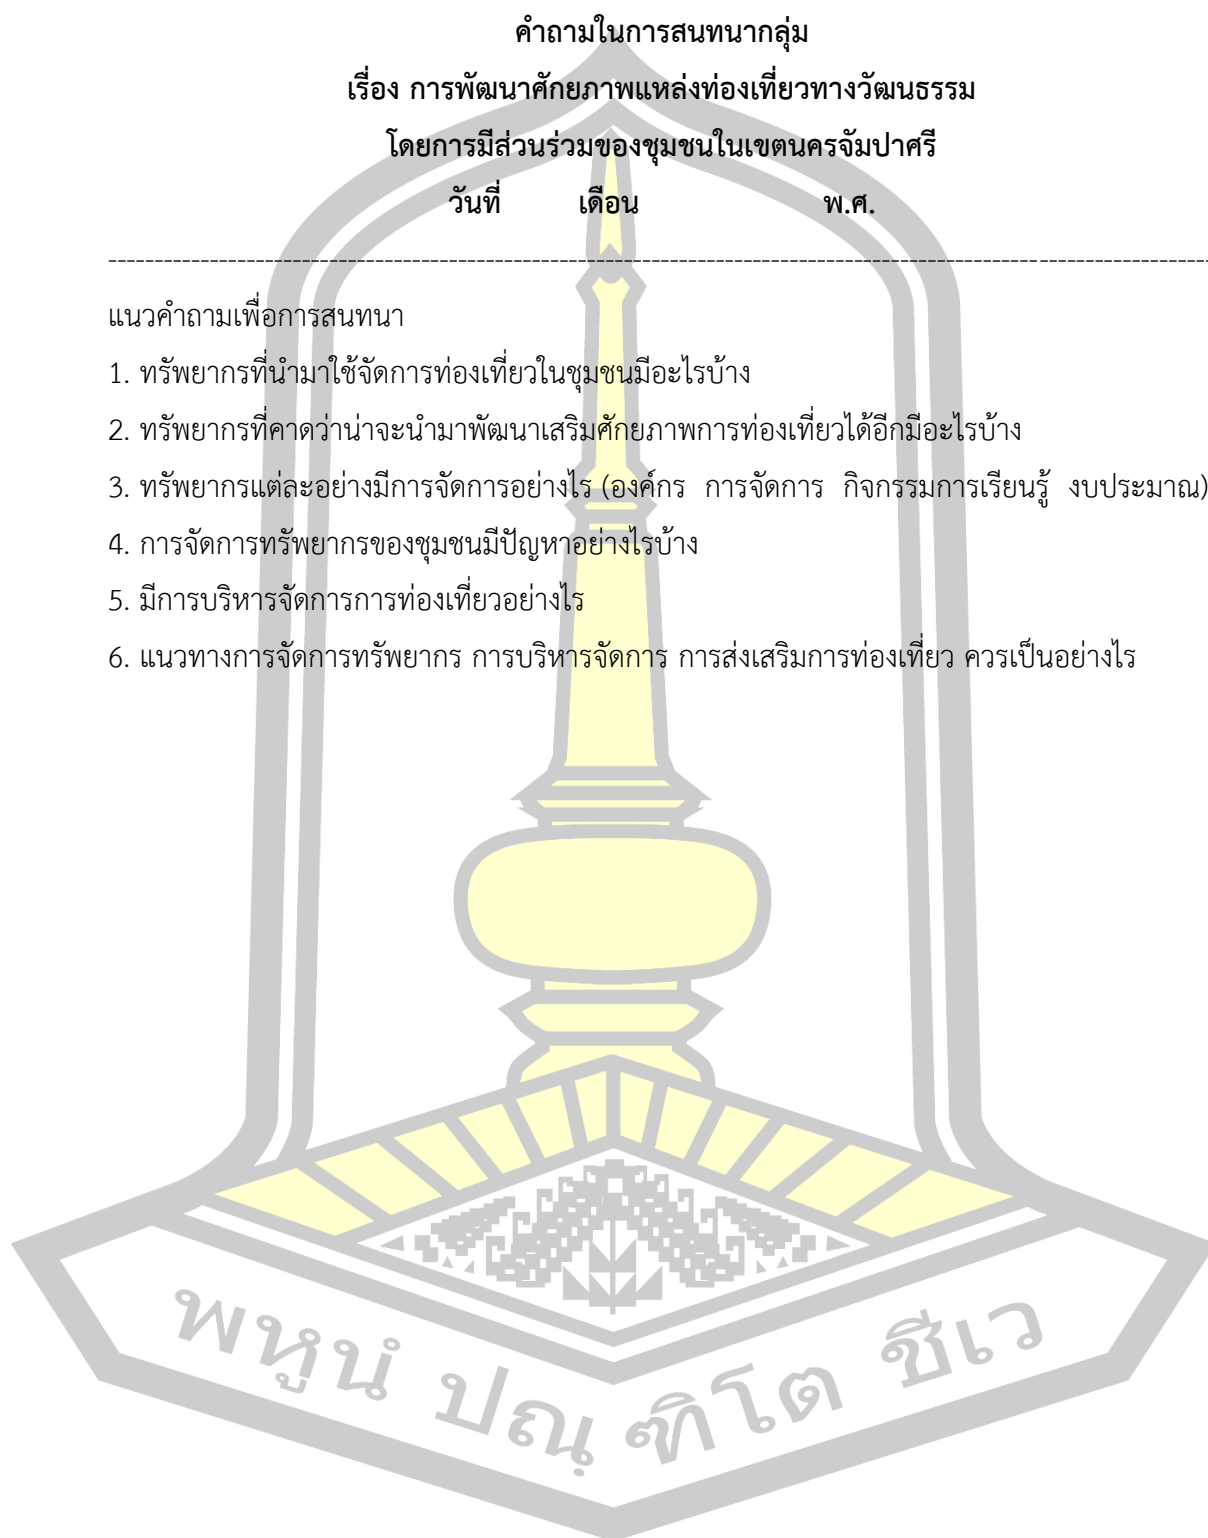 คำถามในการสนทนากลุ่ม
เรื่อง การพัฒนาศักยภาพแหล่งท่องเที่ยวทางวัฒนธรรม
โดยการมีส่วนร่วมของชุมชนในเขตนครจัมปาศรี
วันที่ เดือน พ.ศ.
แนวคำถามเพื่อการสนทนา
1. ทรัพยากรที่นำมาใช้จัดการท่องเที่ยวในชุมชนมีอะไรบ้าง
2. ทรัพยากรที่คาดว่าน่าจะนำมาพัฒนาเสริมศักยภาพการท่องเที่ยวได้อีกมีอะไรบ้าง
3. ทรัพยากรแต่ละอย่างมีการจัดการอย่างไร (องค์กร การจัดการ กิจกรรมการเรียนรู้ งบประมาณ)
4. การจัดการทรัพยากรของชุมชนมีปัญหาอย่างไรบ้าง
5. มีการบริหารจัดการการท่องเที่ยวอย่างไร
6. แนวทางการจัดการทรัพยากร การบริหารจัดการ การส่งเสริมการท่องเที่ยว ควรเป็นอย่างไร
พหูนํ ปณฺฑิโต ชีเว